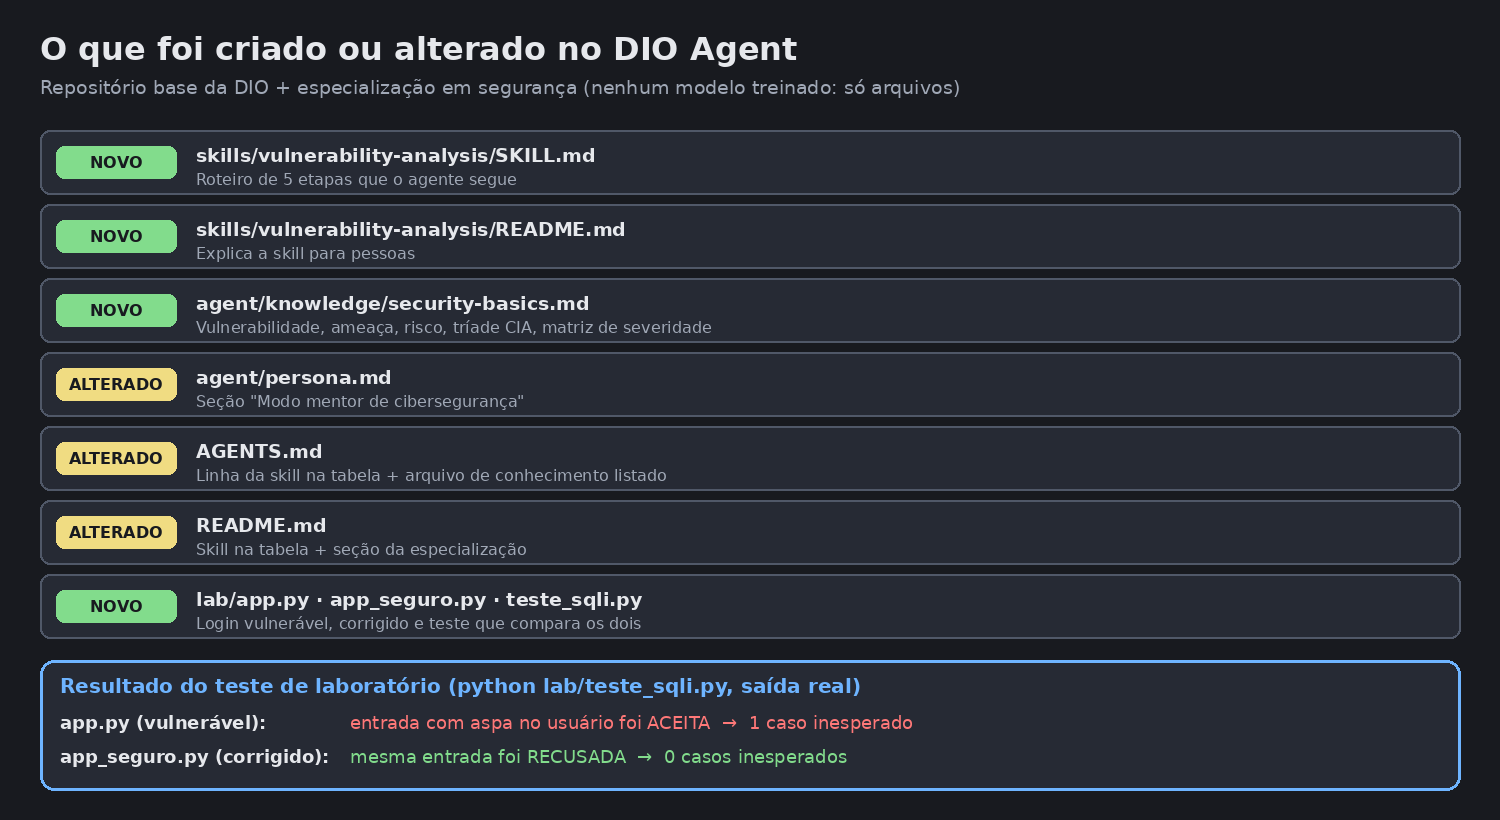 O que foi criado ou alterado no DIO Agent
Repositório base da DIO + especialização em segurança (nenhum modelo treinado: só arquivos)
NOVO
skills/vulnerability-analysis/SKILL.md
Roteiro de 5 etapas que o agente segue
NOVO
skills/vulnerability-analysis/README.md
Explica a skill para pessoas
NOVO
agent/knowledge/security-basics.md
Vulnerabilidade, ameaça, risco, tríade CIA, matriz de severidade
ALTERADO
agent/persona.md
Seção "Modo mentor de cibersegurança"
ALTERADO
AGENTS.md
Linha da skill na tabela + arquivo de conhecimento listado
ALTERADO
README.md
Skill na tabela + seção da especialização
NOVO
lab/app.py · app_seguro.py · teste_sqli.py
Login vulnerável, corrigido e teste que compara os dois
Resultado do teste de laboratório (python lab/teste_sqli.py, saída real)
app.py (vulnerável): entrada com aspa no usuário foi ACEITA → 1 caso inesperado
app_seguro.py (corrigido): mesma entrada foi RECUSADA → 0 casos inesperados